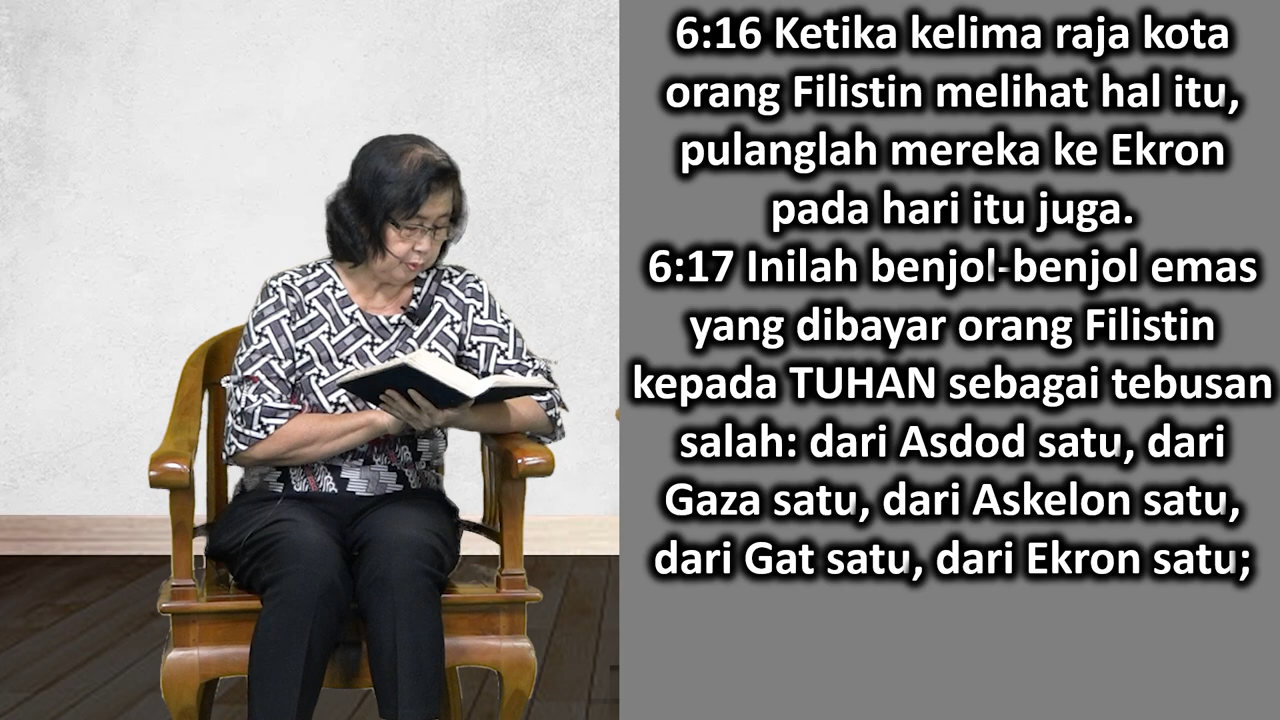 6:16 Ketika kelima raja kota
orang Filistin melihat hal itu,
pulanglah mereka ke Ekron
pada hari itu juga.
6:17 Inilah benjol-benjol emas
yang dibayar orang Filistin
kepada TUHAN sebagai tebusan
salah: dari Asdod satu, dari
Gaza satu, dari Askelon satu,
dari Gat satu, dari Ekron satu;